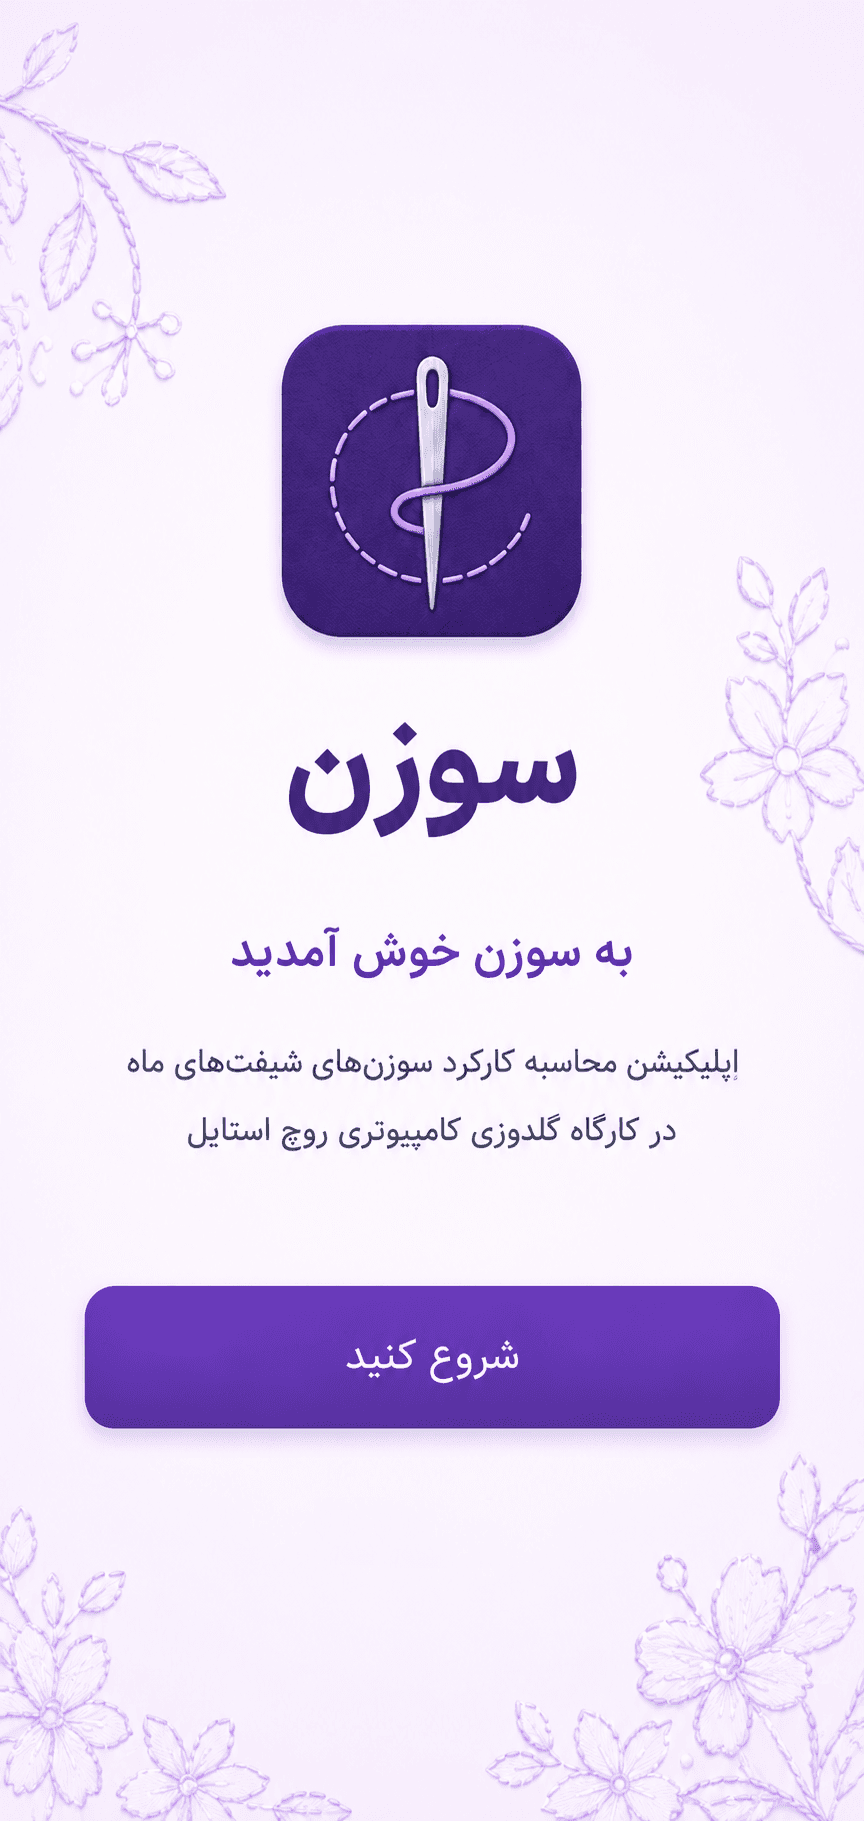 سوزن
به سوزن خوش آمدید
اپلیکیشن محاسبه کارکرد سوزن‌های شیفت‌های ماه
در کارگاه گلدوزی کامپیوتری روچ استایل
شروع کنید